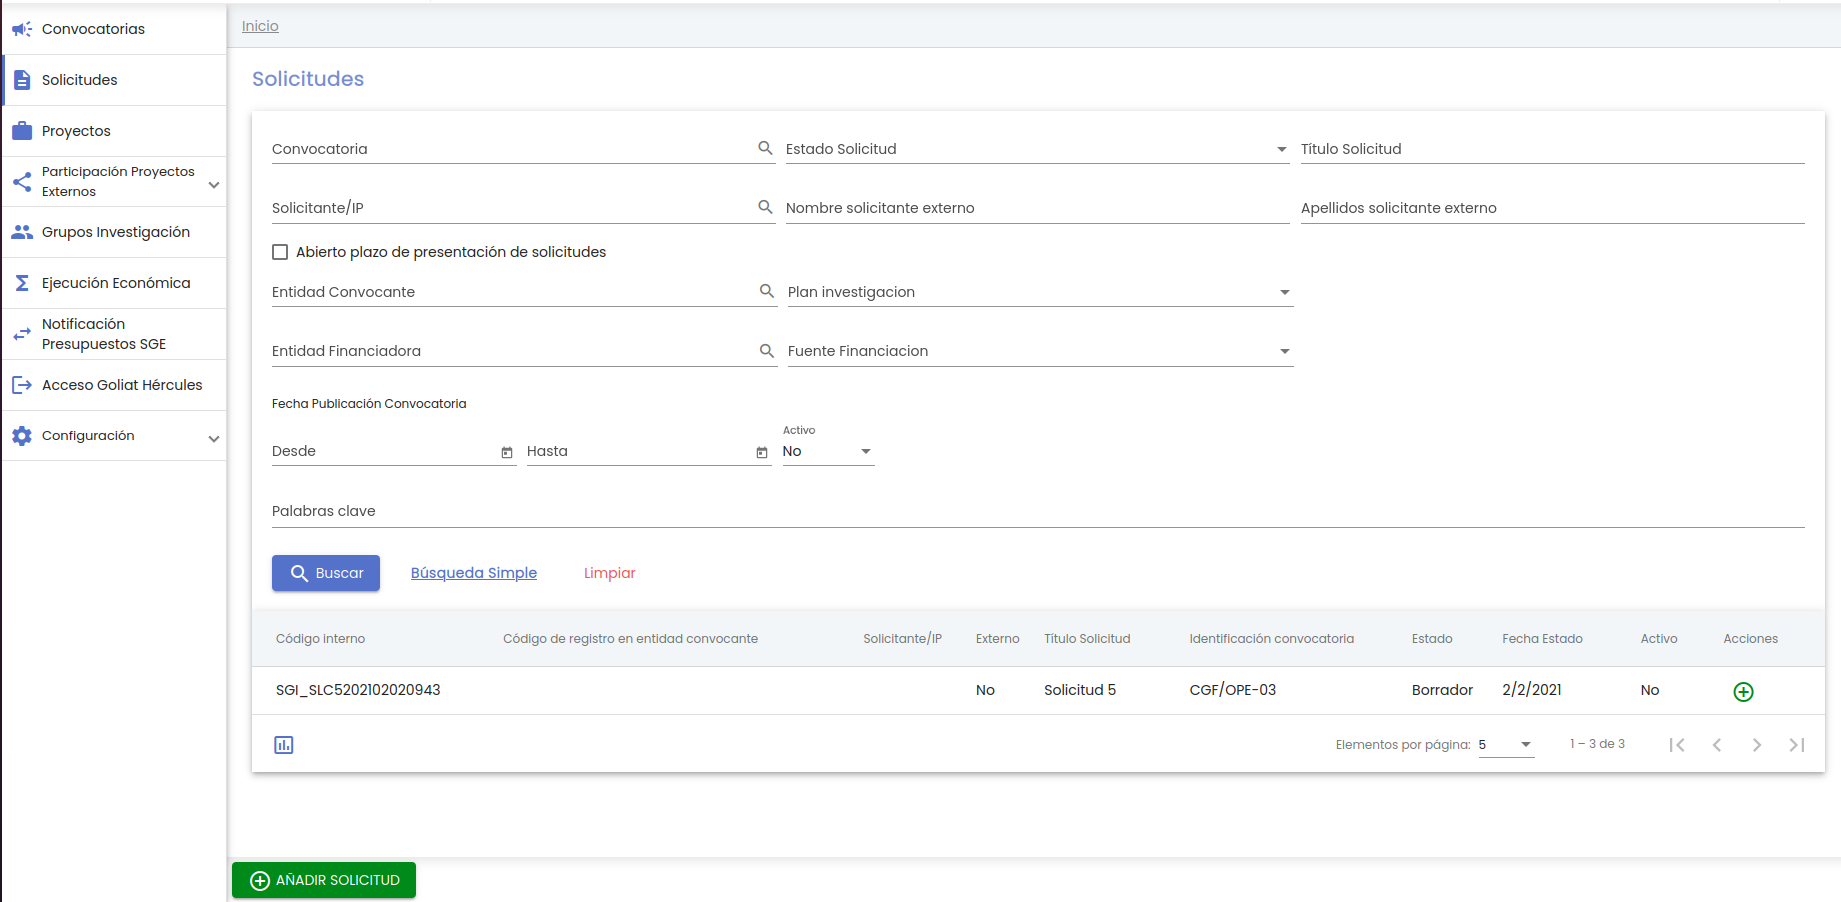 Convocatorias
Solicitudes
Proyectos
Participación Proyectos
Externos
Grupos Investigación
Ejecución Económica
Notificación
Presupuestos SGE
Acceso Goliat Hércules
Configuración
Inicio
Solicitudes
Convocatoria Estado Solicitud Título Solicitud
Solicitante/IP Nombre solicitante externo Apellidos solicitante externo
Abierto plazo de presentación de solicitudes
Entidad Convocante Plan investigacion
Entidad Financiadora Fuente Financiacion
Fecha Publicación Convocatoria
Activo
Desde Hasta No
Palabras clave
Buscar Búsqueda Simple Limpiar
Código interno Código de registro en entidad convocante Solicitante/IP Externo Título Solicitud Identificación convocatoria Estado Fecha Estado Activo Acciones
SGI_SLC5202102020943 No Solicitud 5 CGF/OPE-03 Borrador 2/2/2021 No
Elementos por página: 5 1 – 3 de 3
AÑADIR SOLICITUD